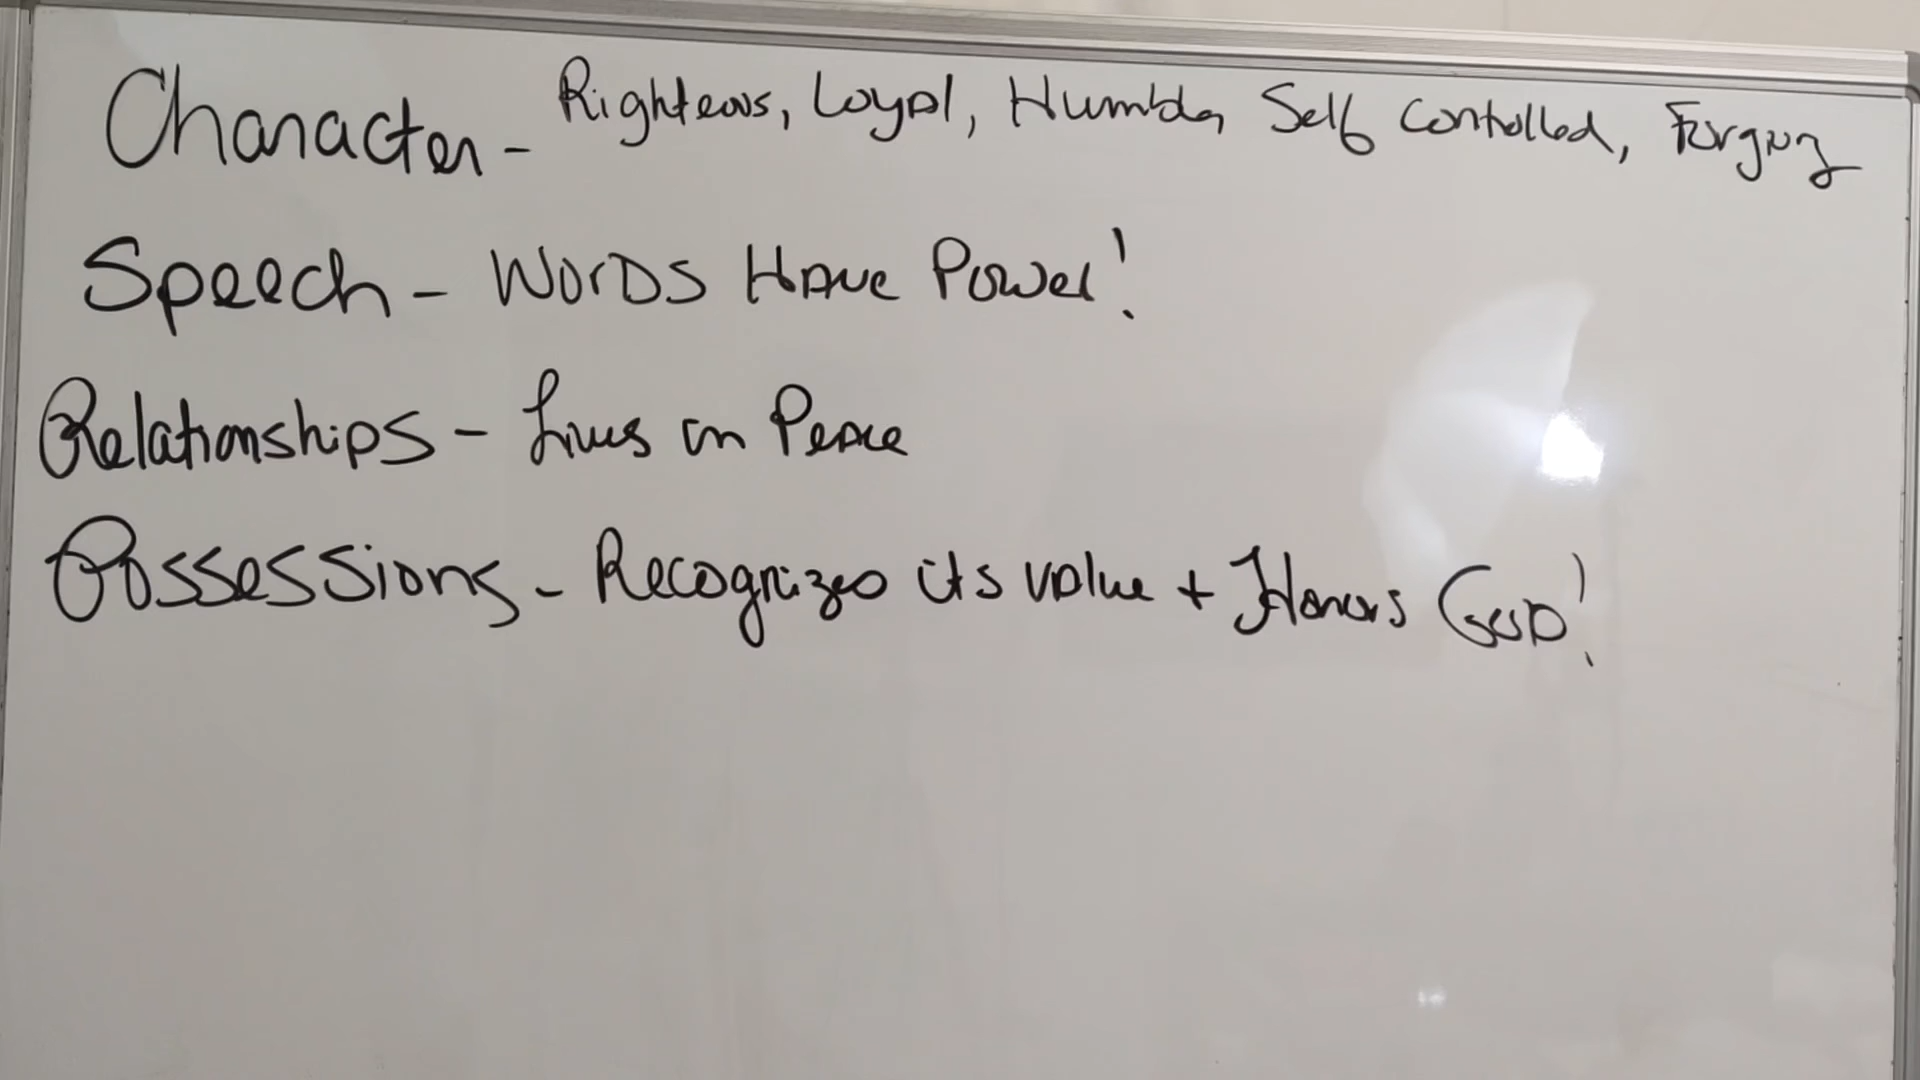 Character - Righteous, Loyal, Humble, Self Controlled, Forgiving
Speech - Words Have Power!
Relationships - Lives in Peace
Possessions - Recognizes its value + Honors God!